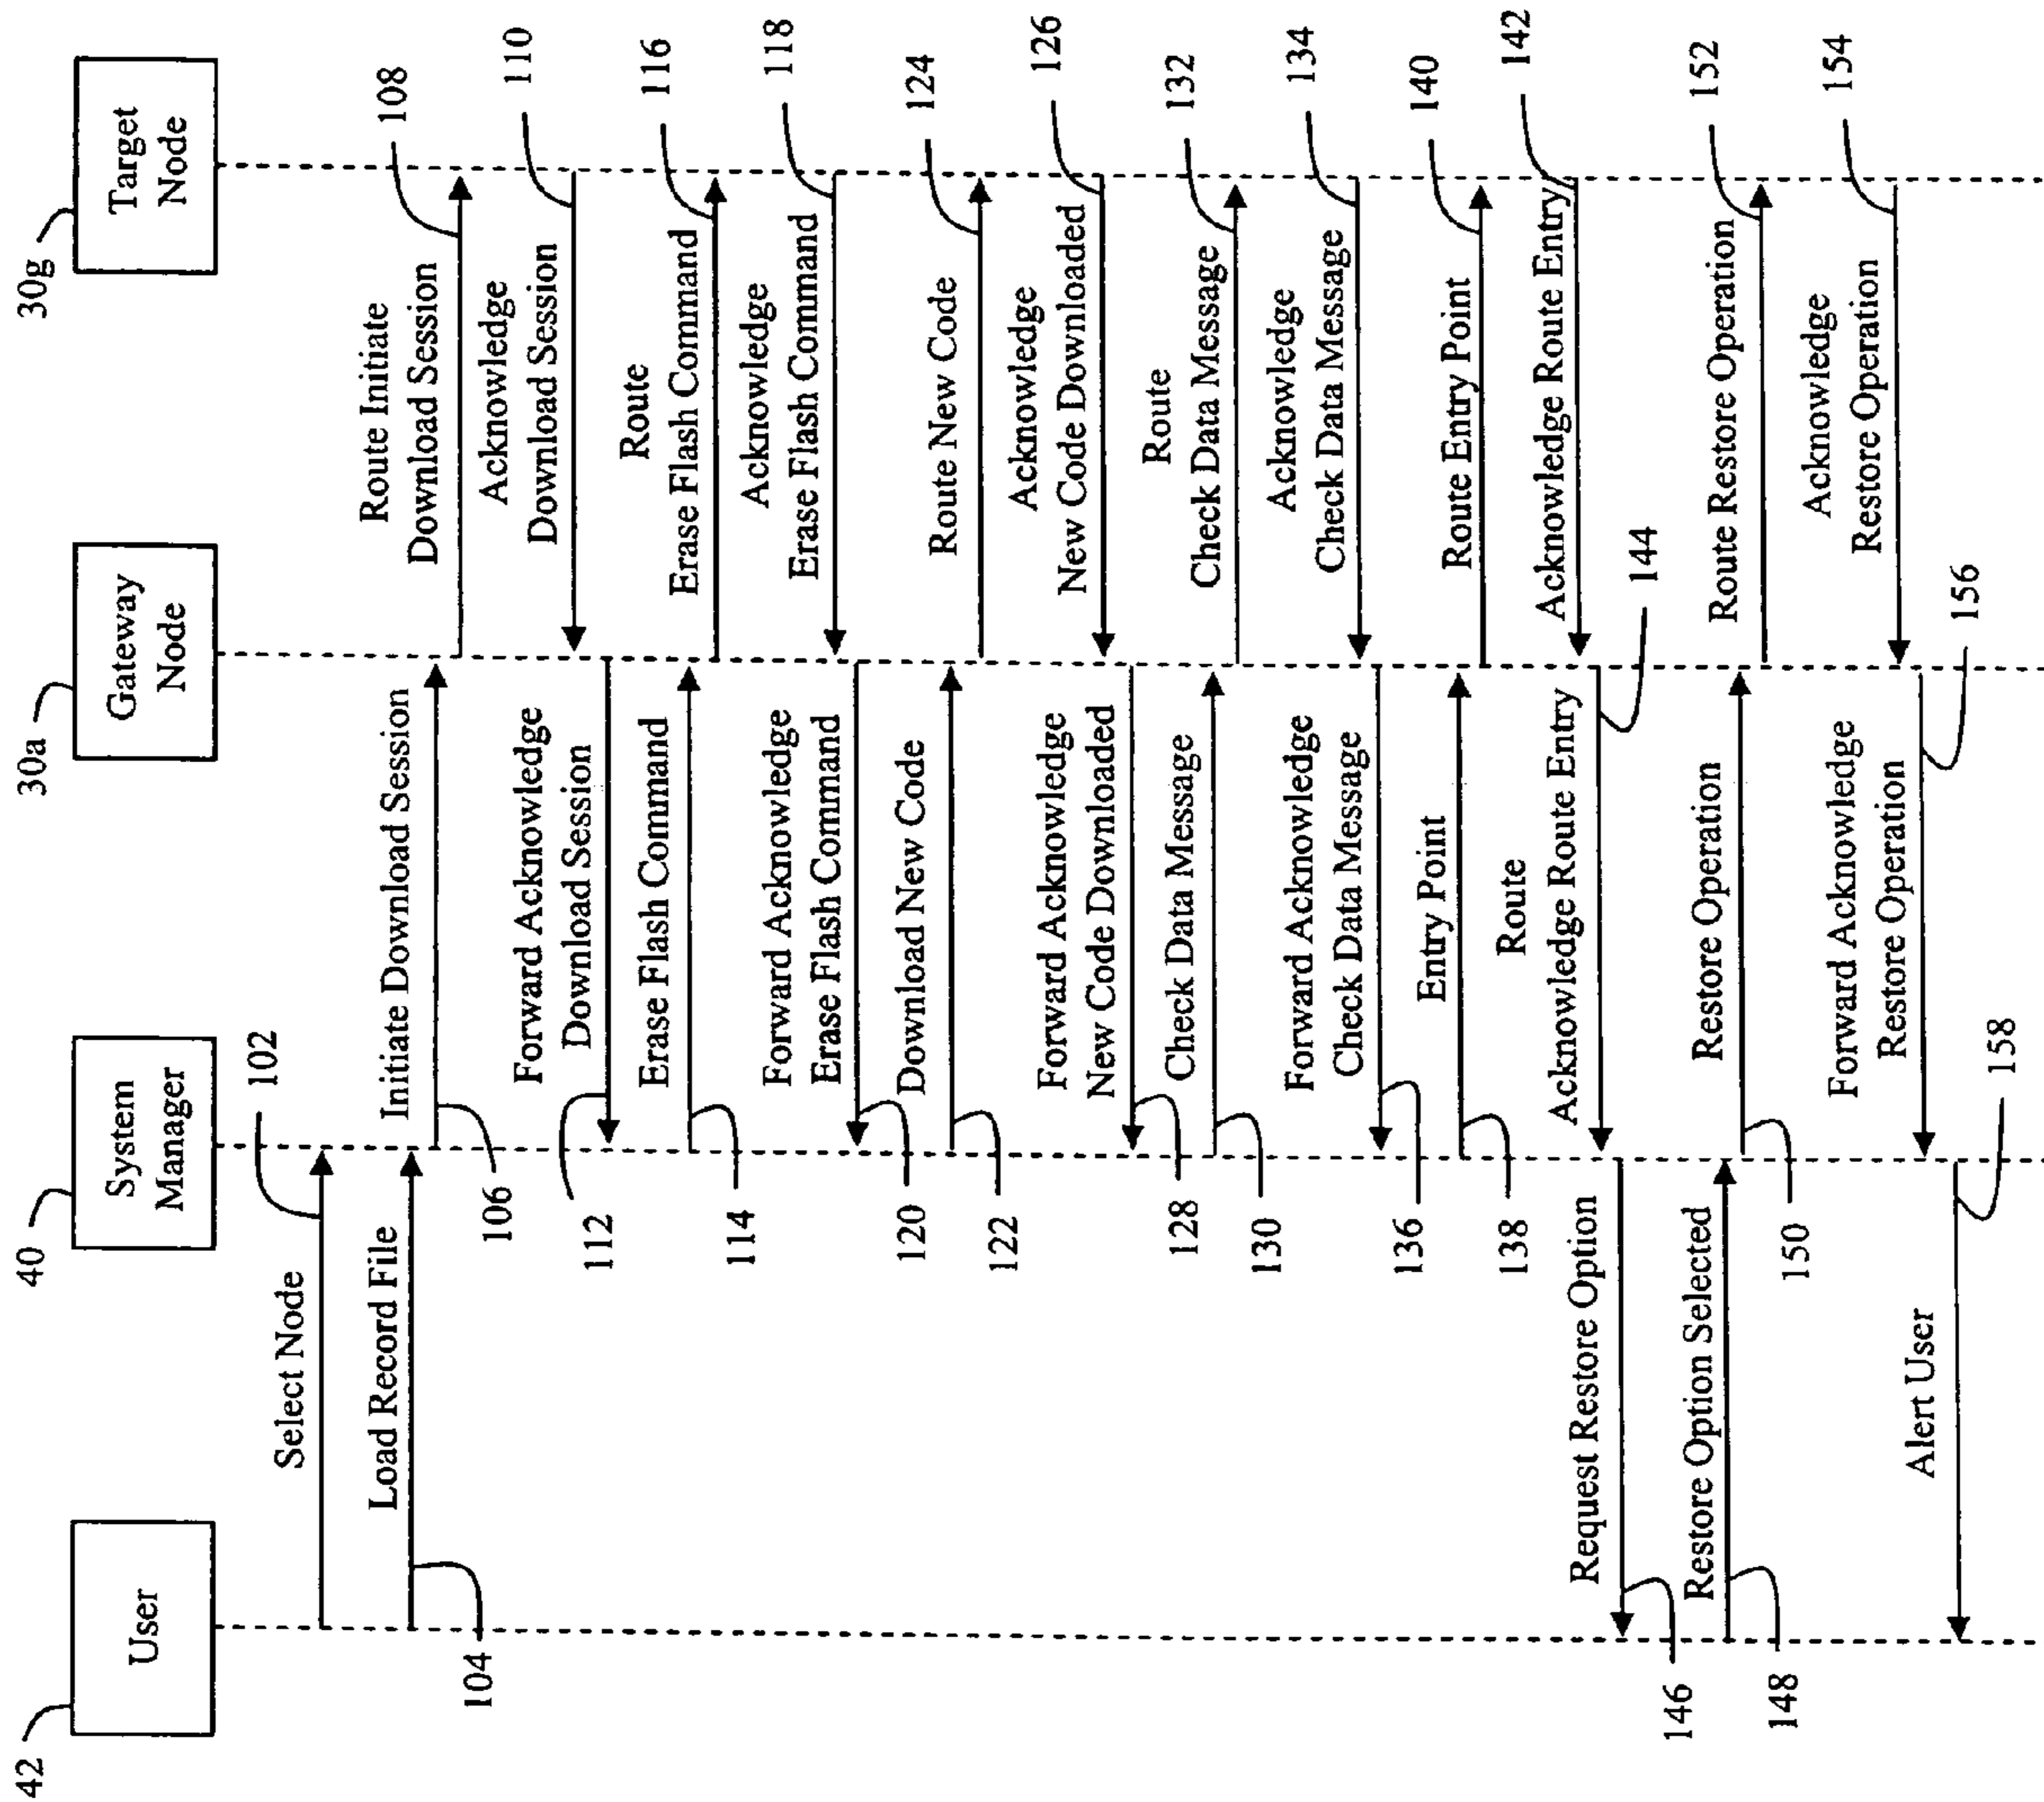 42
User
40
System
Manager
30a
Gateway
Node
30g
Target
Node
Select Node
102
Load Record File
104
Initiate Download Session
106
Route Initiate
Download Session
108
Acknowledge
Download Session
110
Forward Acknowledge
Download Session
112
Erase Flash Command
114
Route
Erase Flash Command
116
Acknowledge
Erase Flash Command
118
Forward Acknowledge
Erase Flash Command
120
Download New Code
122
Route New Code
124
Acknowledge
New Code Downloaded
126
Forward Acknowledge
New Code Downloaded
128
Check Data Message
130
Route
Check Data Message
132
Acknowledge
Check Data Message
134
Forward Acknowledge
Check Data Message
136
Entry Point
138
Route Entry Point
140
Acknowledge Route Entry
142
Route
Acknowledge Route Entry
144
Request Restore Option
146
Restore Option Selected
148
Restore Operation
150
Route Restore Operation
152
Acknowledge
Restore Operation
154
Forward Acknowledge
Restore Operation
156
Alert User
158